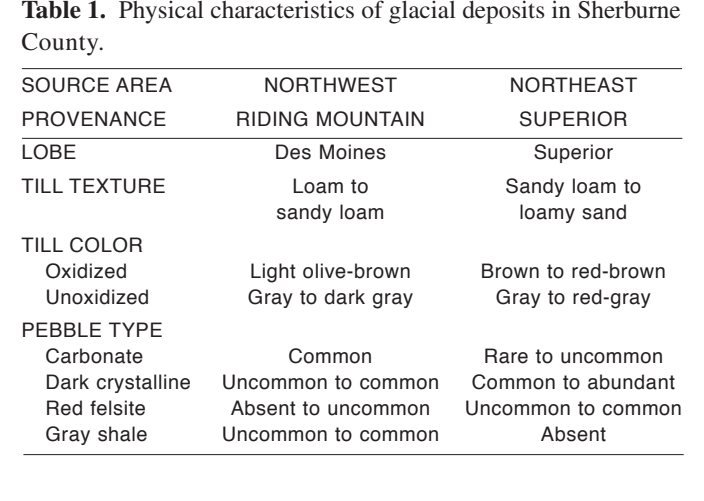 Table 1. Physical characteristics of glacial deposits in Sherburne
County.
SOURCE AREA NORTHWEST NORTHEAST
PROVENANCE RIDING MOUNTAIN SUPERIOR
LOBE Des Moines Superior
TILL TEXTURE Loam to Sandy loam to
sandy loam loamy sand
TILL COLOR
Oxidized Light olive-brown Brown to red-brown
Unoxidized Gray to dark gray Gray to red-gray
PEBBLE TYPE
Carbonate Common Rare to uncommon
Dark crystalline Uncommon to common Common to abundant
Red felsite Absent to uncommon Uncommon to common
Gray shale Uncommon to common Absent